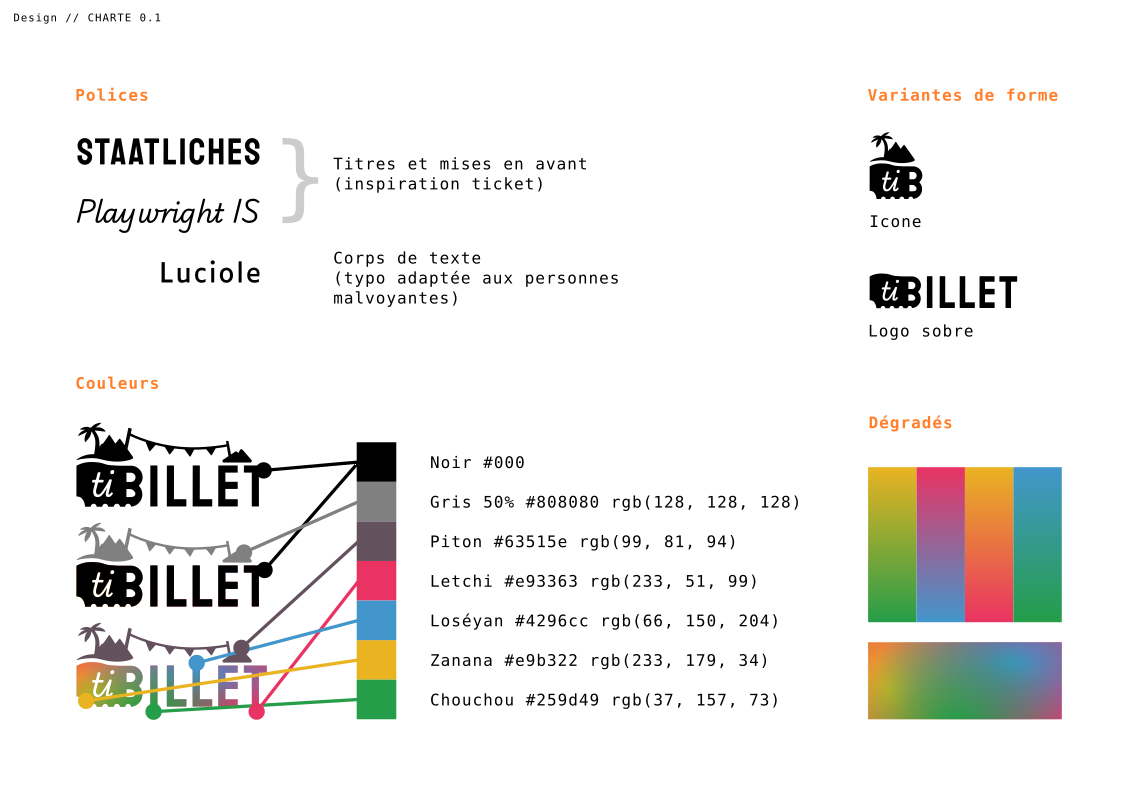 Design // CHARTE 0.1
Polices
STAATLICHES
Playwright IS
Luciole
Titres et mises en avant
(inspiration ticket)
Corps de texte
(typo adaptée aux personnes
malvoyantes)
Variantes de forme
tiB
Icone
tiBILLET
Logo sobre
Couleurs
tiBILLET
tiBILLET
tiBILLET
Noir #000
Gris 50% #808080 rgb(128, 128, 128)
Piton #63515e rgb(99, 81, 94)
Letchi #e93363 rgb(233, 51, 99)
Loséyan #4296cc rgb(66, 150, 204)
Zanana #e9b322 rgb(233, 179, 34)
Chouchou #259d49 rgb(37, 157, 73)
Dégradés